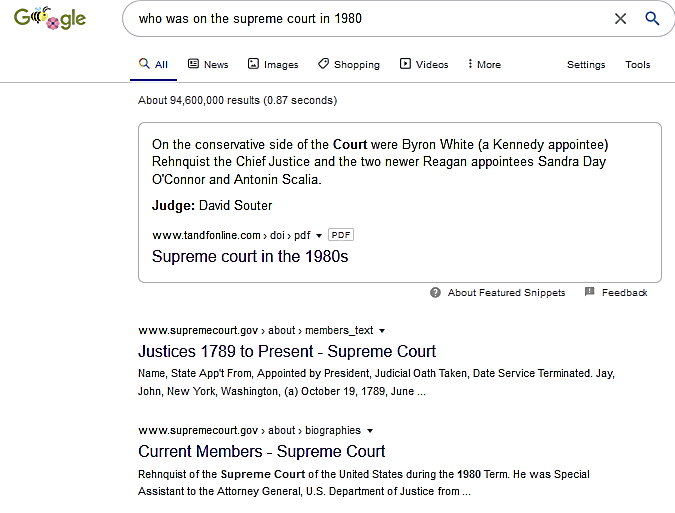 Google
who was on the supreme court in 1980
All News Images Shopping Videos More Settings Tools
About 94,600,000 results (0.87 seconds)
On the conservative side of the Court were Byron White (a Kennedy appointee)
Rehnquist the Chief Justice and the two newer Reagan appointees Sandra Day
O'Connor and Antonin Scalia.
Judge: David Souter
www.tandfonline.com › doi › pdf PDF
Supreme court in the 1980s
About Featured Snippets Feedback
www.supremecourt.gov › about › members_text
Justices 1789 to Present - Supreme Court
Name, State App't From, Appointed by President, Judicial Oath Taken, Date Service Terminated. Jay,
John, New York, Washington, (a) October 19, 1789, June ...
www.supremecourt.gov › about › biographies
Current Members - Supreme Court
Rehnquist of the Supreme Court of the United States during the 1980 Term. He was Special
Assistant to the Attorney General, U.S. Department of Justice from ...